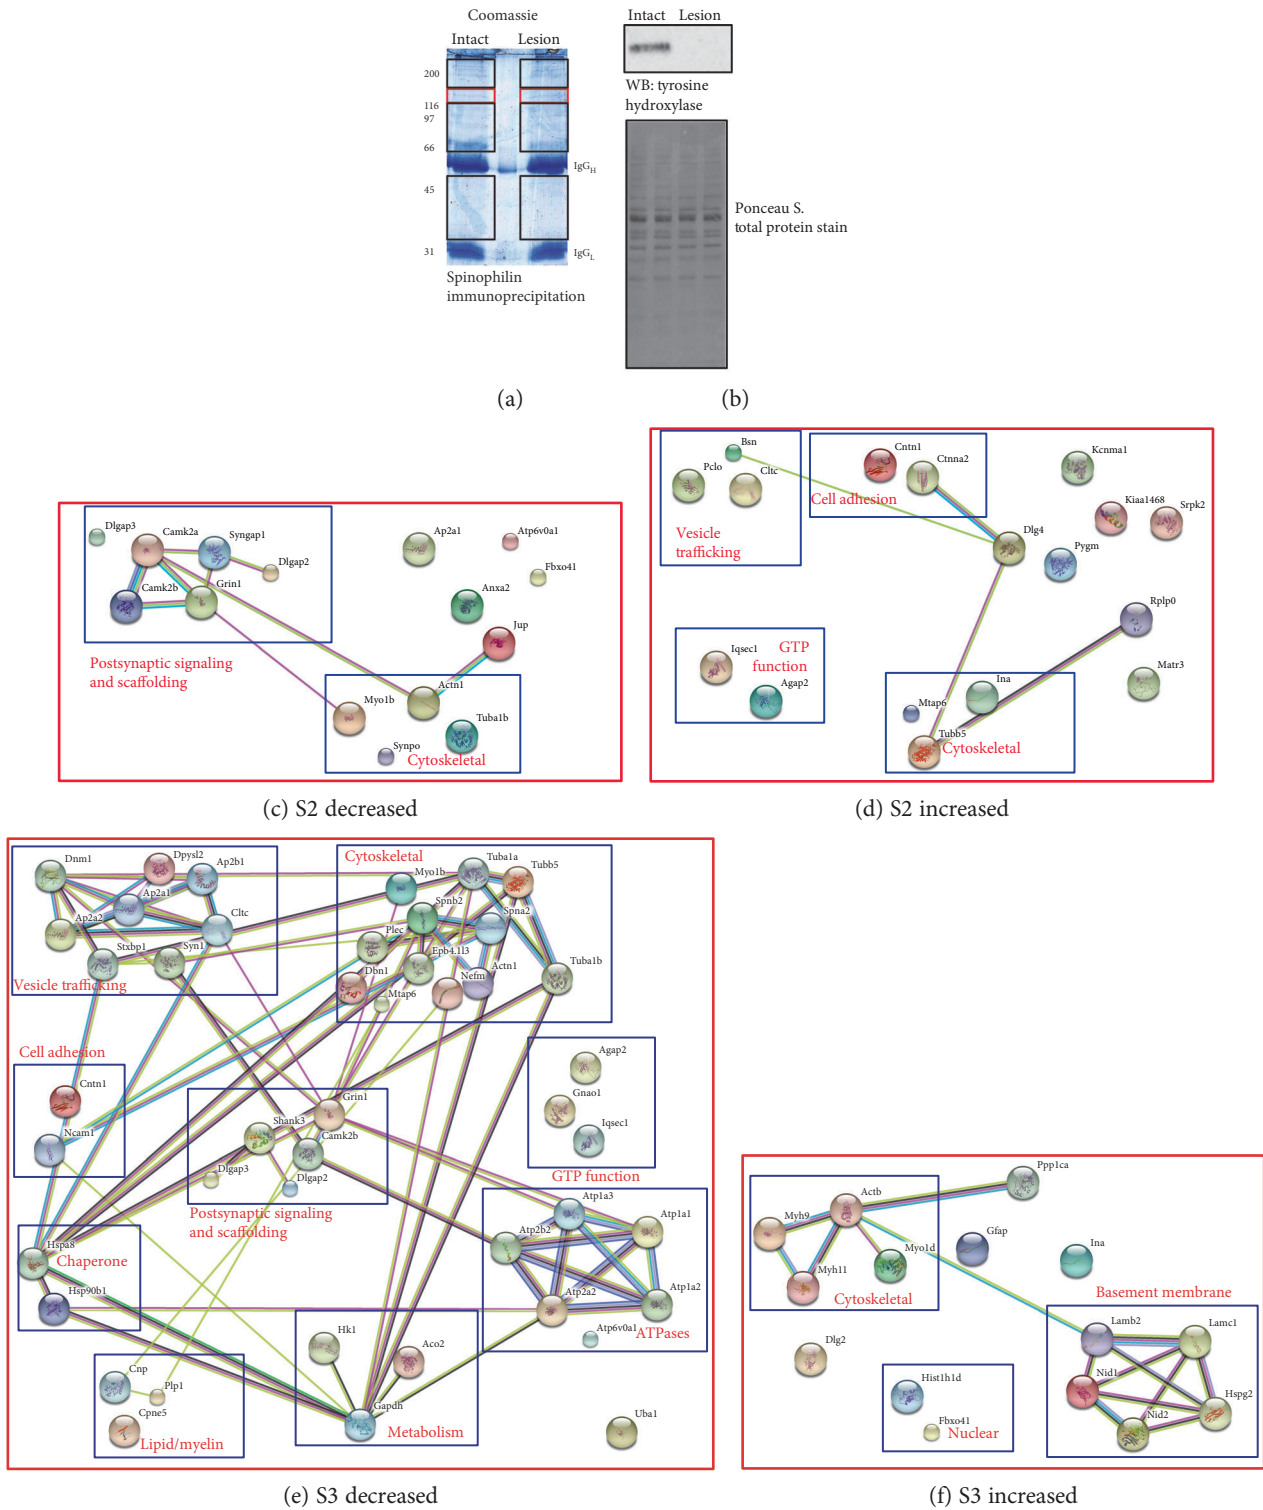 Coomassie
Intact Lesion
200
116
97
66
IgGH
45
31
IgGL
Spinophilin
immunoprecipitation
(a)
Intact Lesion
WB: tyrosine
hydroxylase
Ponceau S.
total protein stain
(b)
Dlgap3
Camk2a
Syngap1
Dlgap2
Camk2b
Grin1
Postsynaptic signaling
and scaffolding
Ap2a1
Atp6v0a1
Fbxo41
Anxa2
Jup
Actn1
Myo1b
Tuba1b
Synpo
Cytoskeletal
(c) S2 decreased
Bsn
Pclo
Cltc
Vesicle
trafficking
Cntn1
Ctnna2
Cell adhesion
Kcnma1
Kiaa1468
Srpk2
Dlg4
Pygm
Rplp0
Matr3
Iqsec1
GTP
function
Agap2
Ina
Mtap6
Tubb5
Cytoskeletal
(d) S2 increased
Dnm1
Dpysl2
Ap2b1
Ap2a1
Ap2a2
Cltc
Stxbp1
Syn1
Vesicle trafficking
Cytoskeletal
Tuba1a
Tubb5
Myo1b
Spnb2
Spna2
Plec
Epb4.1l3
Actn1
Dbn1
Nefm
Tuba1b
Mtap6
Cell adhesion
Cntn1
Ncam1
Grin1
Shank3
Camk2b
Dlgap3
Dlgap2
Postsynaptic signaling
and scaffolding
Agap2
Gnao1
Iqsec1
GTP function
Atp1a3
Atp1a1
Atp2b2
Atp1a2
Atp2a2
Atp6v0a1
ATPases
Hspa8
Chaperone
Hsp90b1
Hk1
Aco2
Gapdh
Metabolism
Cnp
Plp1
Cpne5
Lipid/myelin
Uba1
(e) S3 decreased
Ppp1ca
Actb
Myh9
Myo1d
Myh11
Cytoskeletal
Gfap
Ina
Basement membrane
Lamb2
Lamc1
Nid1
Hspg2
Nid2
Dlg2
Hist1h1d
Fbxo41
Nuclear
(f) S3 increased